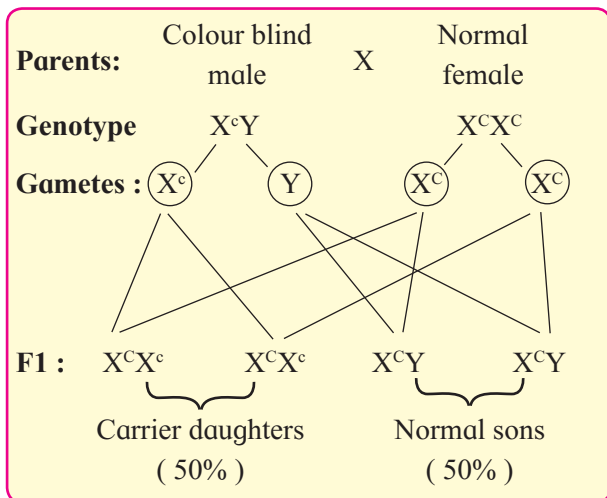 Parents: Colour blind male X Normal female
Genotype XᶜY XᶜXᶜ
Gametes : Xᶜ Y Xᶜ Xᶜ
F1 : XᶜXᶜ XᶜXᶜ XᶜY XᶜY
Carrier daughters Normal sons
( 50% ) ( 50% )